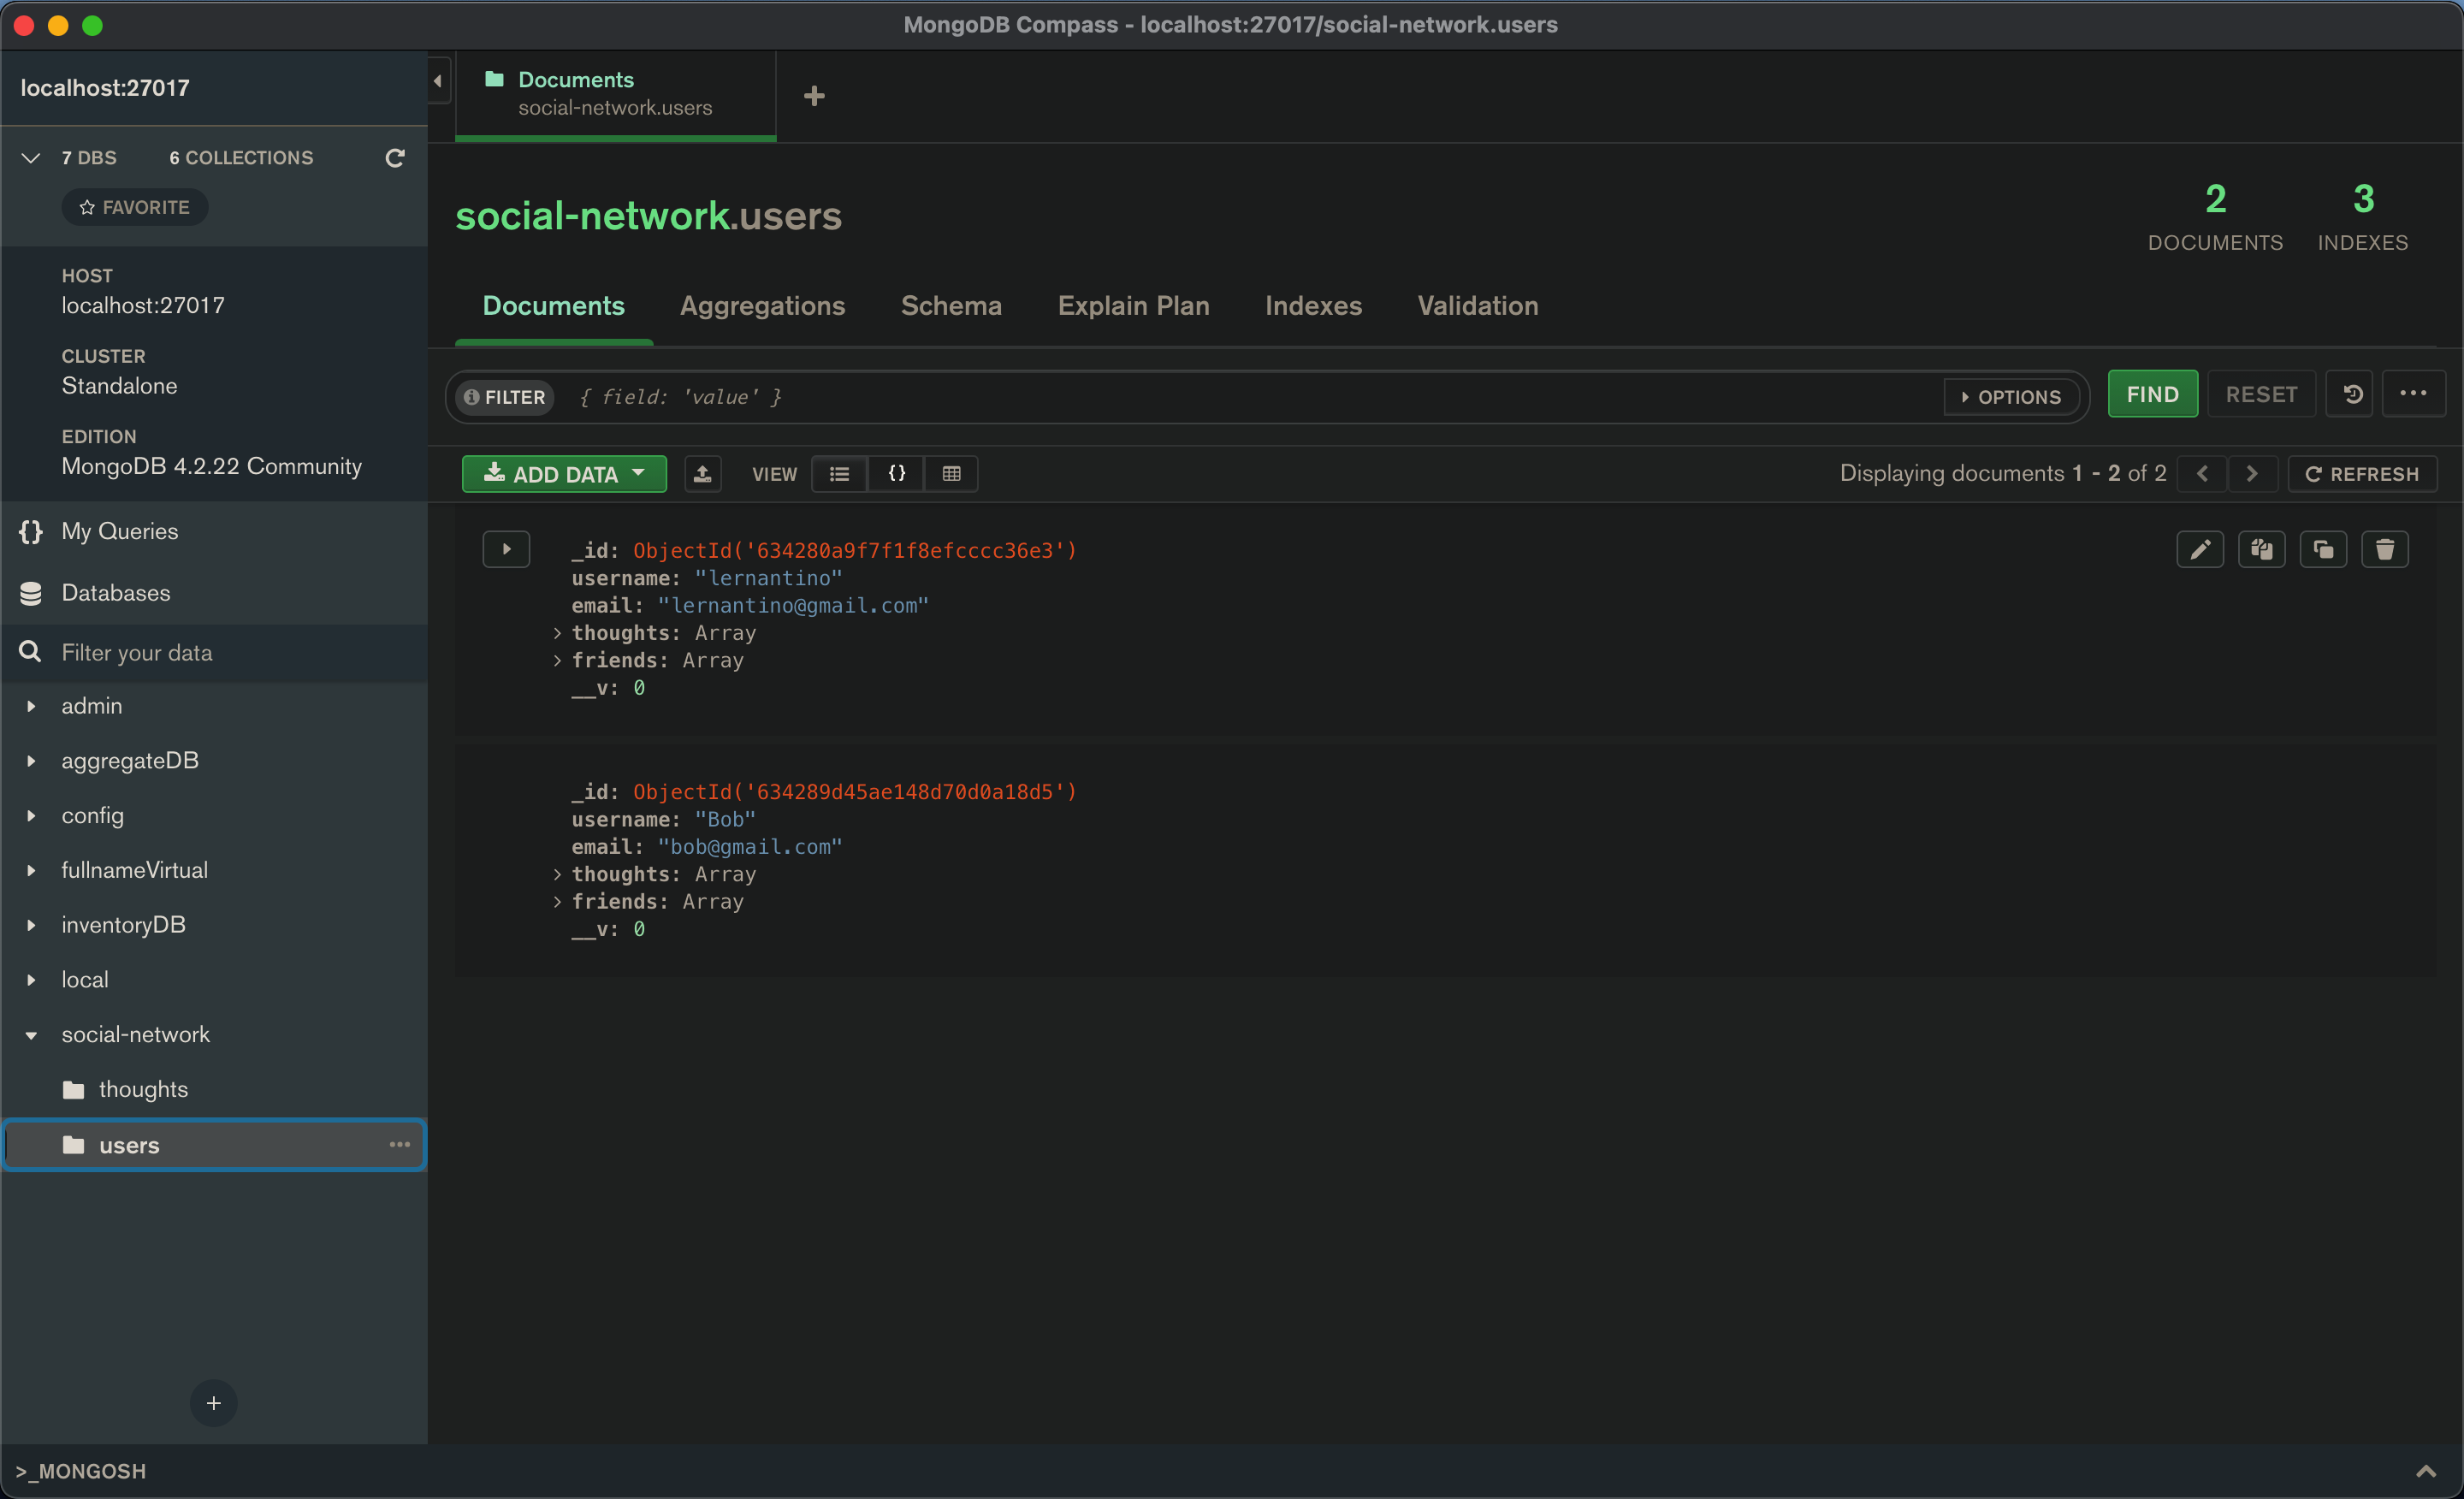 MongoDB Compass - localhost:27017/social-network.users
localhost:27017
7 DBS 6 COLLECTIONS
FAVORITE
HOST
localhost:27017
CLUSTER
Standalone
EDITION
MongoDB 4.2.22 Community
{} My Queries
Databases
Filter your data
admin
aggregateDB
config
fullnameVirtual
inventoryDB
local
social-network
thoughts
users
Documents
social-network.users
social-network.users
2
DOCUMENTS
3
INDEXES
Documents Aggregations Schema Explain Plan Indexes Validation
FILTER { field: 'value' } OPTIONS FIND RESET
ADD DATA VIEW {} Displaying documents 1 - 2 of 2 REFRESH
_id: ObjectId('634280a9f7f1f8efcccc36e3')
username: "lernantino"
email: "lernantino@gmail.com"
thoughts: Array
friends: Array
__v: 0
_id: ObjectId('634289d45ae148d70d0a18d5')
username: "Bob"
email: "bob@gmail.com"
thoughts: Array
friends: Array
__v: 0
>_MONGOSH